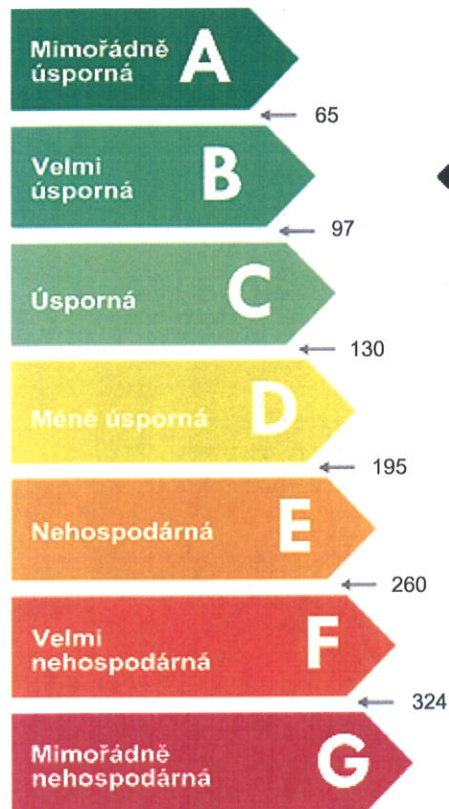 Mimořádně
úsporná
A
65
Velmi
úsporná
B
97
Úsporná
C
130
Méně úsporná
D
195
Nehospodárná
E
260
Velmi
nehospodárná
F
324
Mimořádně
nehospodárná
G